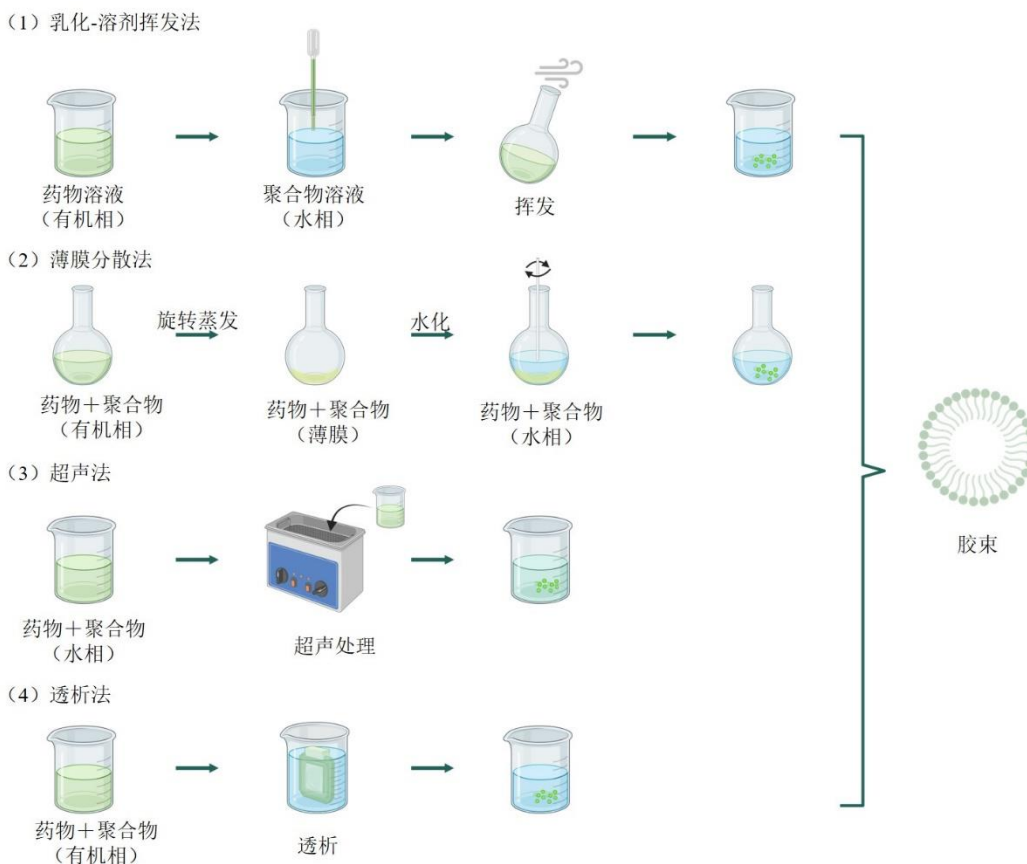 (1) 乳化-溶剂挥发法
药物溶液
(有机相)
聚合物溶液
(水相)
挥发
(2) 薄膜分散法
旋转蒸发
水化
药物+聚合物
(有机相)
药物+聚合物
(薄膜)
药物+聚合物
(水相)
(3) 超声法
药物+聚合物
(水相)
超声处理
(4) 透析法
药物+聚合物
(有机相)
透析
胶束